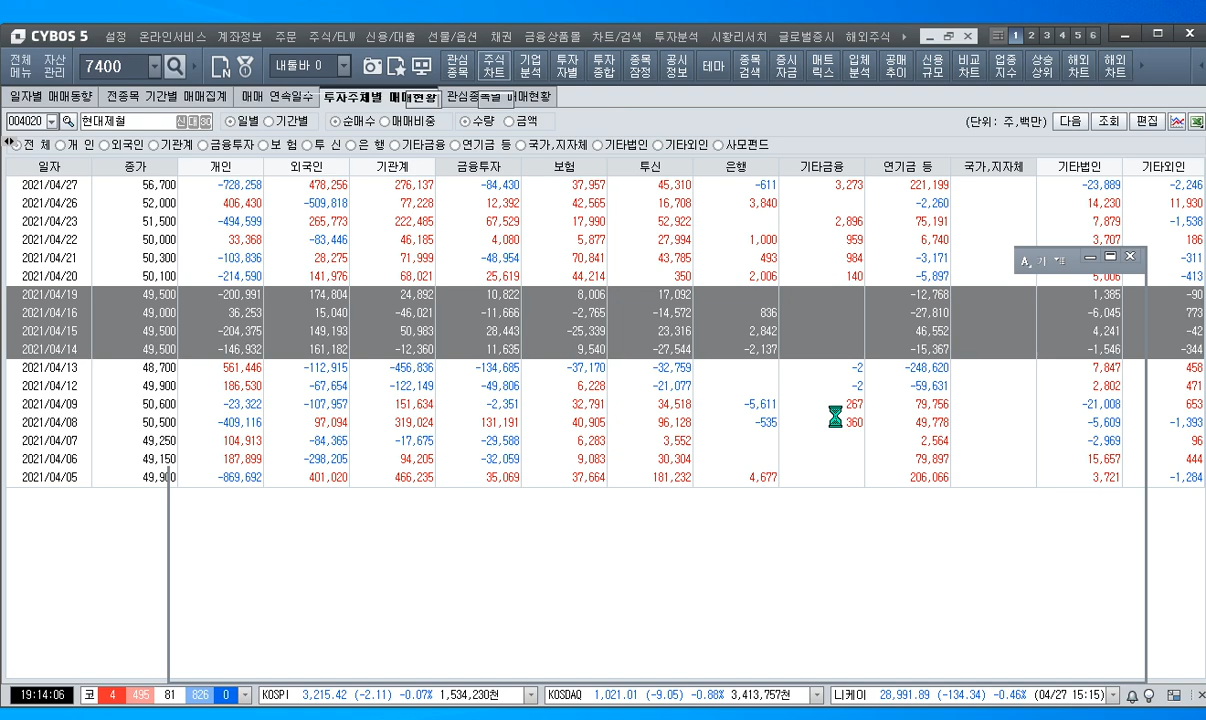 CYBOS 5 설정 온라인서비스 계좌정보 주문 주식/ELW 신용/대출 선물/옵션 채권 금융상품몰 차트/검색 투자분석 시황리서치 글로벌증시 해외주식 1 2 3 4 5 6
전체메뉴 자산관리 7400 내툴바 0 관심종목 주식차트 기업분석 투자자별 투자종합 종목잠정 공시정보 테마 종목검색 증시자금 매트릭스 입체분석 공매추이 신용규모 비교차트 업종지수 상승상위 해외차트 해외차트
일자별 매매동향 전종목 기간별 매매집계 매매 연속일수 투자주체별 매매현황 관심종목별 매매현황
004020 현대제철 신 대 80 일별 기간별 순매수 매매비중 수량 금액 (단위: 주,백만) 다음 조회 편집
전 체 개 인 외국인 기관계 금융투자 보 험 투 신 은 행 기타금융 연기금 등 국가,지자체 기타법인 기타외인 사모펀드
일자 종가 개인 외국인 기관계 금융투자 보험 투신 은행 기타금융 연기금 등 국가,지자체 기타법인 기타외인
2021/04/27 56,700 -728,258 478,256 276,137 -84,430 37,957 45,310 -611 3,273 221,199 -23,889 -2,246
2021/04/26 52,000 406,430 -509,818 77,228 12,392 42,565 16,708 3,840 -2,260 14,230 11,930
2021/04/23 51,500 -494,599 265,773 222,485 67,529 17,990 52,922 2,896 75,191 7,879 -1,538
2021/04/22 50,000 33,368 -83,446 46,185 4,080 5,877 27,994 1,000 959 6,740 3,707 186
2021/04/21 50,300 -103,836 28,275 71,999 -48,954 70,841 43,785 493 984 -3,171 -311
2021/04/20 50,100 -214,590 141,976 68,021 25,619 44,214 350 2,006 140 -5,897 5,006 -413
2021/04/19 49,500 -200,991 174,804 24,892 10,822 8,006 17,092 -12,768 1,385 -90
2021/04/16 49,000 36,253 15,040 -46,021 -11,666 -2,765 -14,572 836 -27,810 -6,045 773
2021/04/15 49,500 -204,375 149,193 50,983 28,443 -25,339 23,316 2,842 46,552 4,241 -42
2021/04/14 49,500 -146,932 161,182 -12,360 11,635 9,540 -27,544 -2,137 -15,367 -1,546 -344
2021/04/13 48,700 561,446 -112,915 -456,836 -134,685 -37,170 -32,759 -2 -248,620 7,847 458
2021/04/12 49,900 186,530 -67,654 -122,149 -49,806 6,228 -21,077 -2 -59,631 2,802 471
2021/04/09 50,600 -23,322 -107,957 151,634 -2,351 32,791 34,518 -5,611 267 79,756 -21,008 653
2021/04/08 50,500 -409,116 97,094 319,024 131,191 40,905 96,128 -535 360 49,778 -5,609 -1,393
2021/04/07 49,250 104,913 -84,365 -17,675 -29,588 6,283 3,552 2,564 -2,969 96
2021/04/06 49,150 187,899 -298,205 94,205 -32,059 9,083 30,304 79,897 15,657 444
2021/04/05 49,900 -869,692 401,020 466,235 35,069 37,664 181,232 4,677 206,066 3,721 -1,284
19:14:06 코 4 495 81 826 0 KOSPI 3,215.42 (-2.11) -0.07% 1,534,230천 KOSDAQ 1,021.01 (-9.05) -0.88% 3,413,757천 니케이 28,991.89 (-134.34) -0.46% (04/27 15:15)